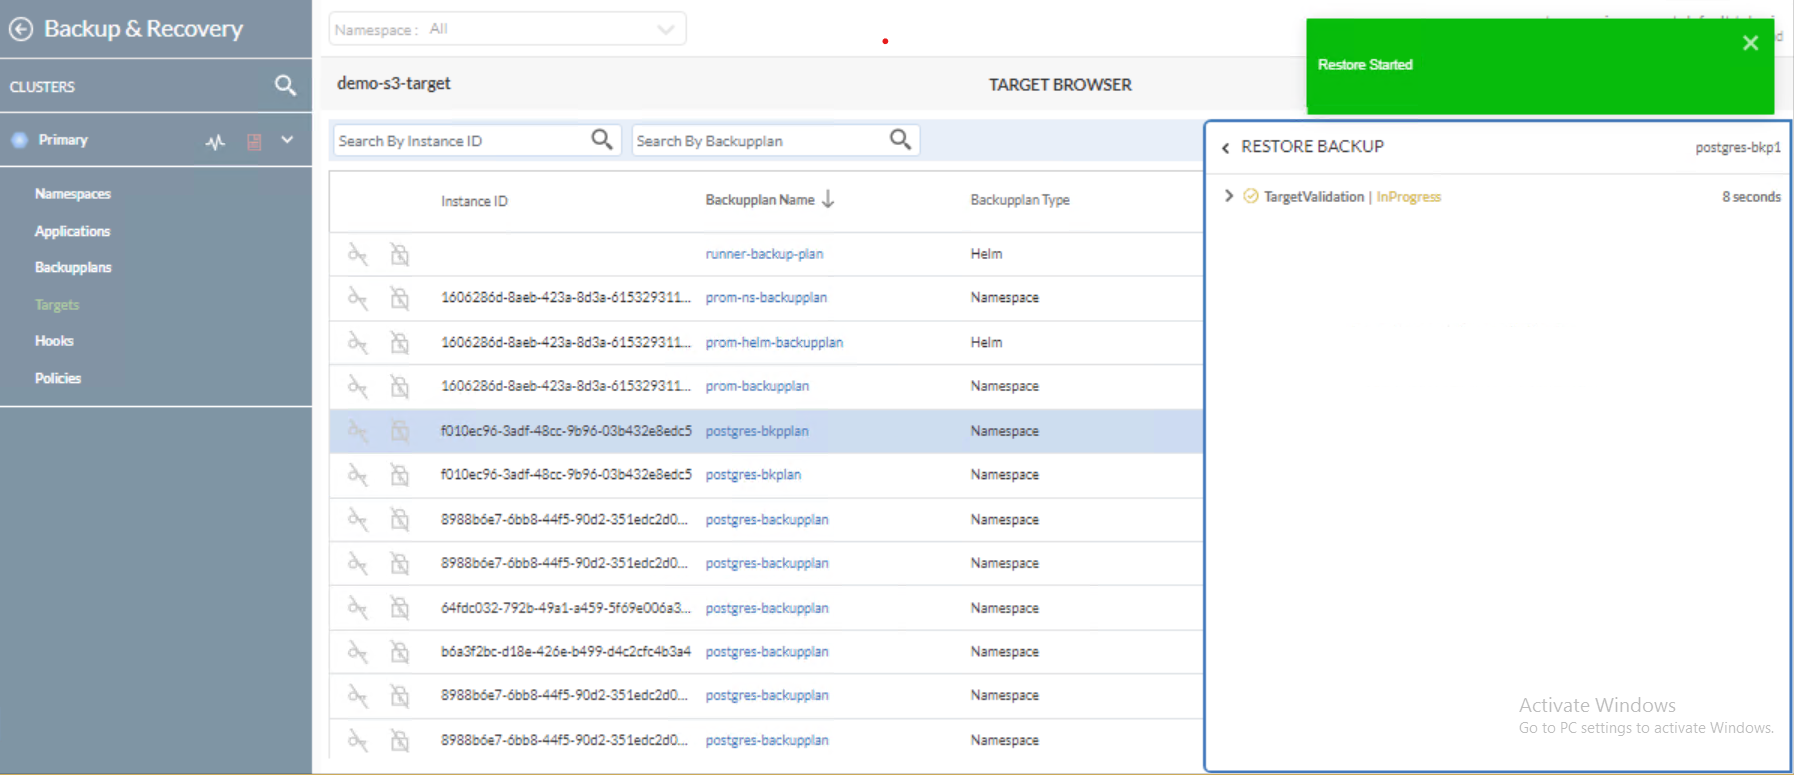 Backup & Recovery
CLUSTERS
Primary
Namespaces
Applications
Backupplans
Targets
Hooks
Policies
Namespace : All
demo-s3-target
TARGET BROWSER
Search By Instance ID
Search By Backupplan
Instance ID Backupplan Name Backupplan Type
runner-backup-plan Helm
1606286d-8aeb-423a-8d3a-615329311... prom-ns-backupplan Namespace
1606286d-8aeb-423a-8d3a-615329311... prom-helm-backupplan Helm
1606286d-8aeb-423a-8d3a-615329311... prom-backupplan Namespace
f010ec96-3adf-48cc-9b96-03b432e8edc5 postgres-bkpplan Namespace
f010ec96-3adf-48cc-9b96-03b432e8edc5 postgres-bkplan Namespace
8988b6e7-6bb8-44f5-90d2-351edc2d0... postgres-backupplan Namespace
8988b6e7-6bb8-44f5-90d2-351edc2d0... postgres-backupplan Namespace
64fdc032-792b-49a1-a459-5f69e006a3... postgres-backupplan Namespace
b6a3f2bc-d18e-426e-b499-d4c2cfc4b3a4 postgres-backupplan Namespace
8988b6e7-6bb8-44f5-90d2-351edc2d0... postgres-backupplan Namespace
8988b6e7-6bb8-44f5-90d2-351edc2d0... postgres-backupplan Namespace
Restore Started
RESTORE BACKUP
postgres-bkp1
TargetValidation | InProgress
8 seconds
Activate Windows
Go to PC settings to activate Windows.